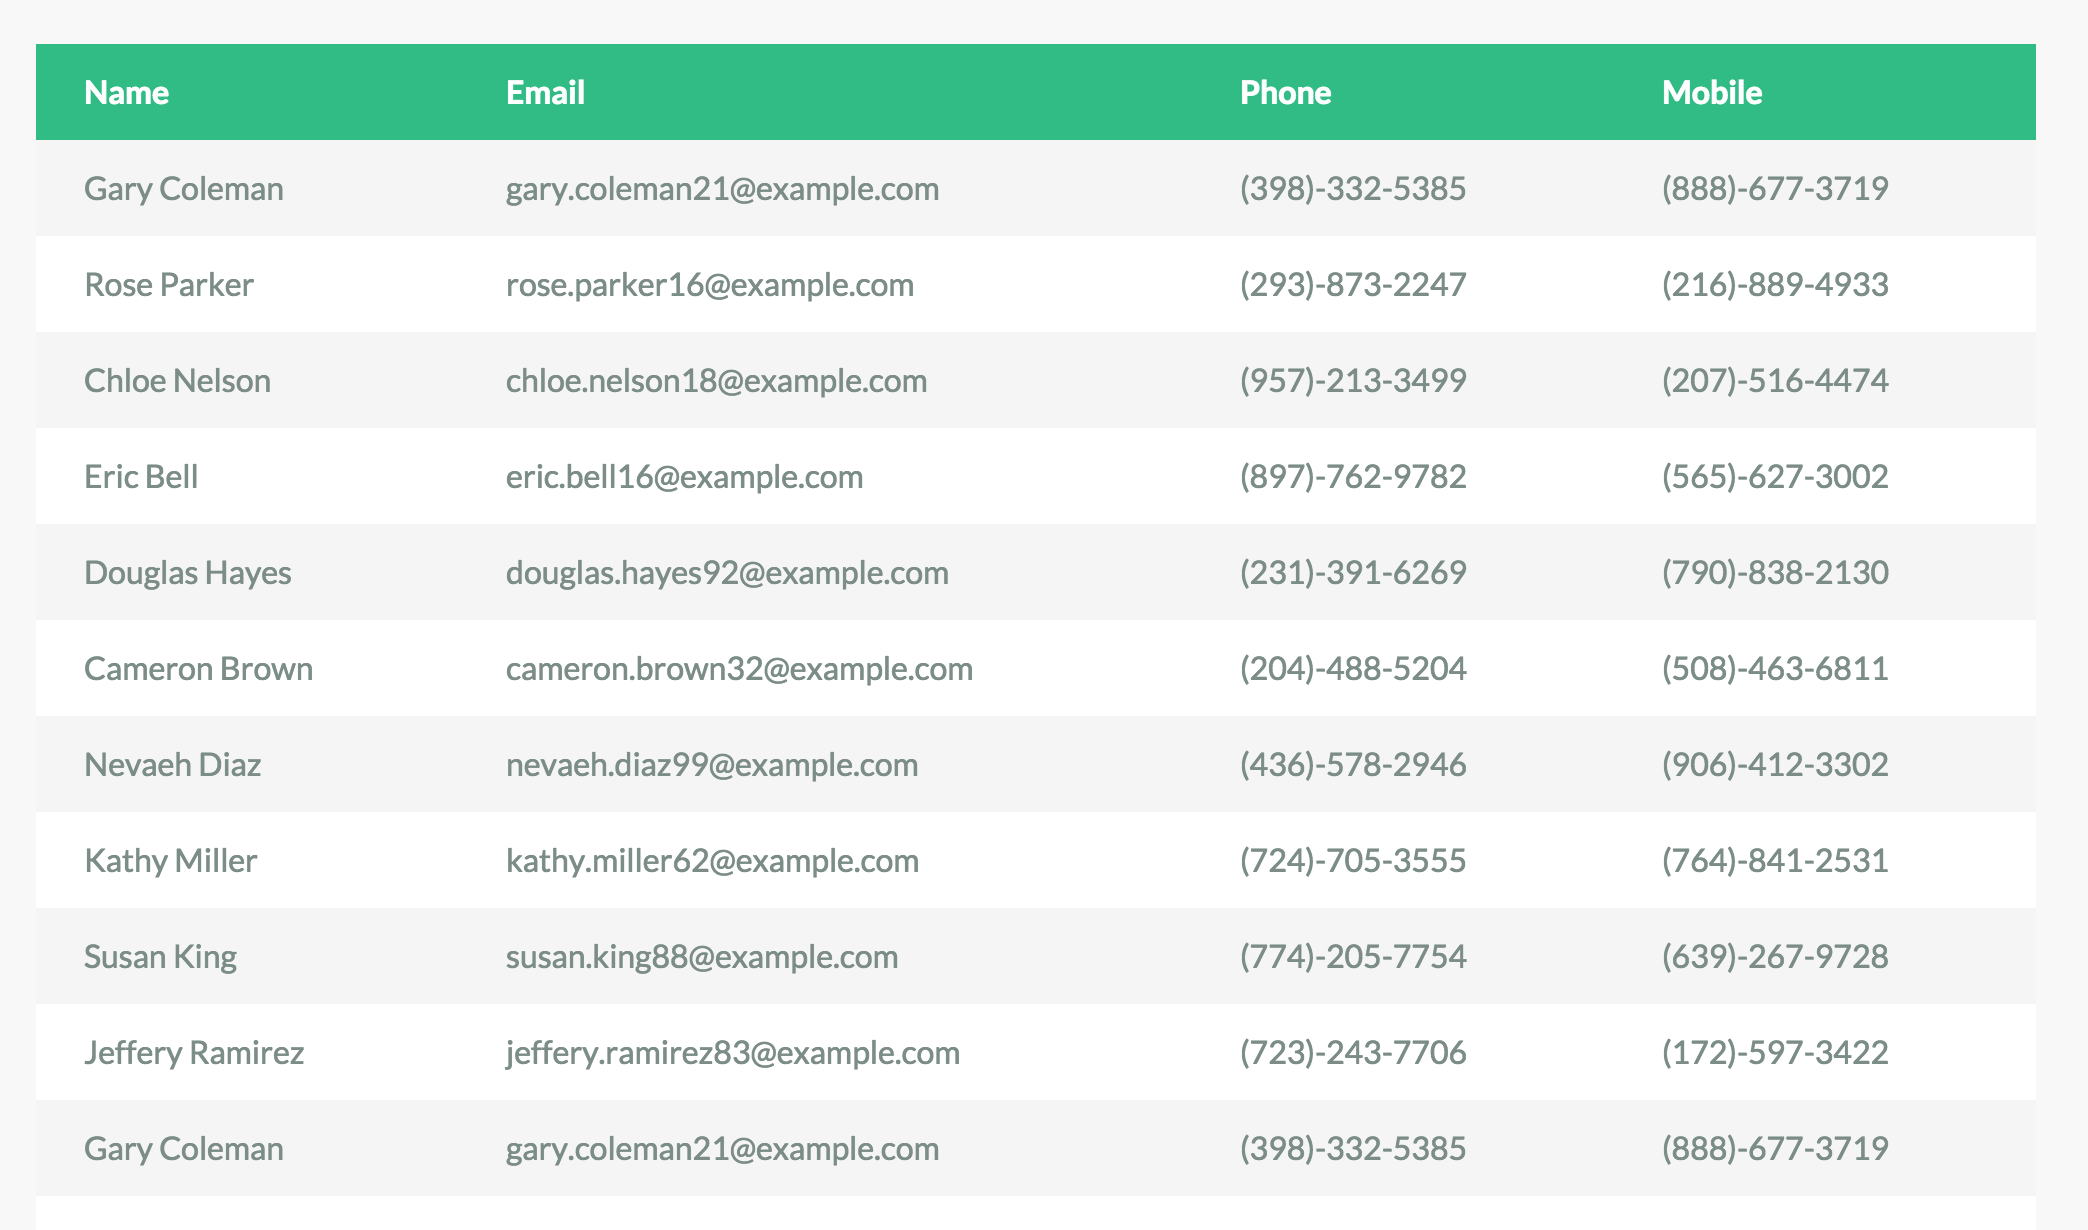 Name Email Phone Mobile
Gary Coleman gary.coleman21@example.com (398)-332-5385 (888)-677-3719
Rose Parker rose.parker16@example.com (293)-873-2247 (216)-889-4933
Chloe Nelson chloe.nelson18@example.com (957)-213-3499 (207)-516-4474
Eric Bell eric.bell16@example.com (897)-762-9782 (565)-627-3002
Douglas Hayes douglas.hayes92@example.com (231)-391-6269 (790)-838-2130
Cameron Brown cameron.brown32@example.com (204)-488-5204 (508)-463-6811
Nevaeh Diaz nevaeh.diaz99@example.com (436)-578-2946 (906)-412-3302
Kathy Miller kathy.miller62@example.com (724)-705-3555 (764)-841-2531
Susan King susan.king88@example.com (774)-205-7754 (639)-267-9728
Jeffery Ramirez jeffery.ramirez83@example.com (723)-243-7706 (172)-597-3422
Gary Coleman gary.coleman21@example.com (398)-332-5385 (888)-677-3719